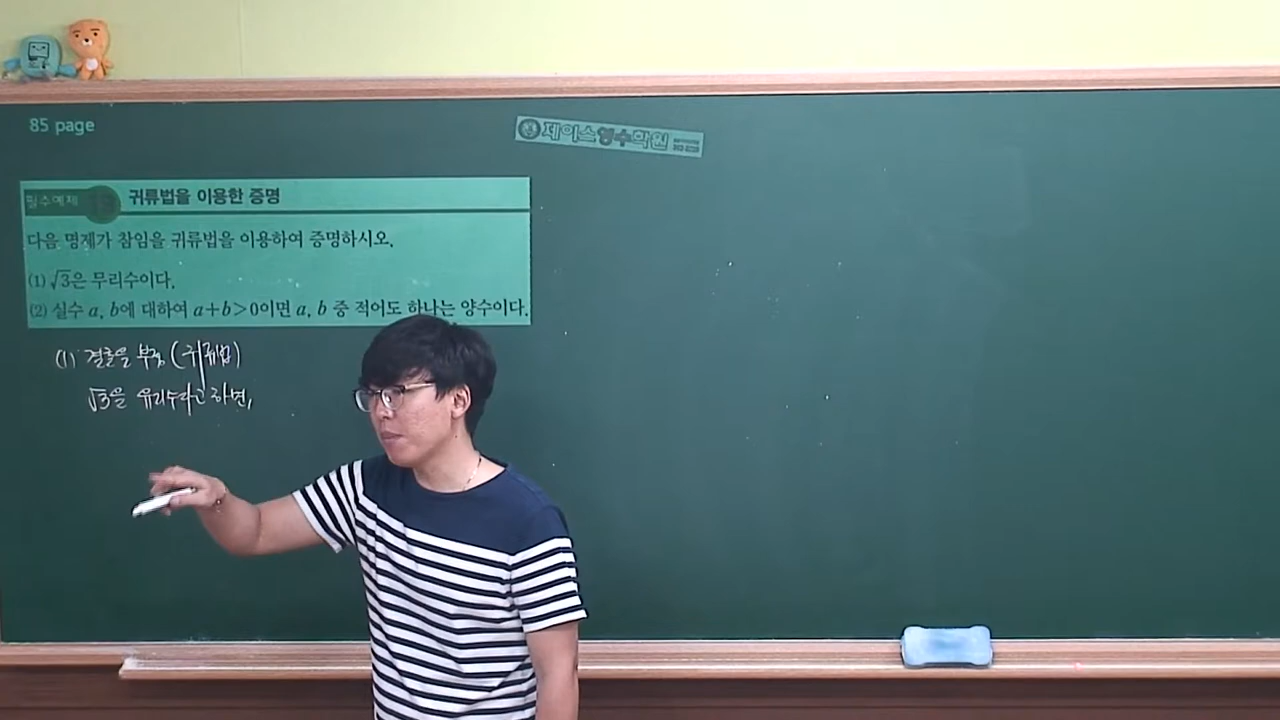 85 page
제이스영수학원
필수예제
귀류법을 이용한 증명
다음 명제가 참임을 귀류법을 이용하여 증명하시오.
(1) √3은 무리수이다.
(2) 실수 a, b에 대하여 a+b>0이면 a, b 중 적어도 하나는 양수이다.
(1) 결론을 부정 (귀류법)
√3을 유리수라고 하면,